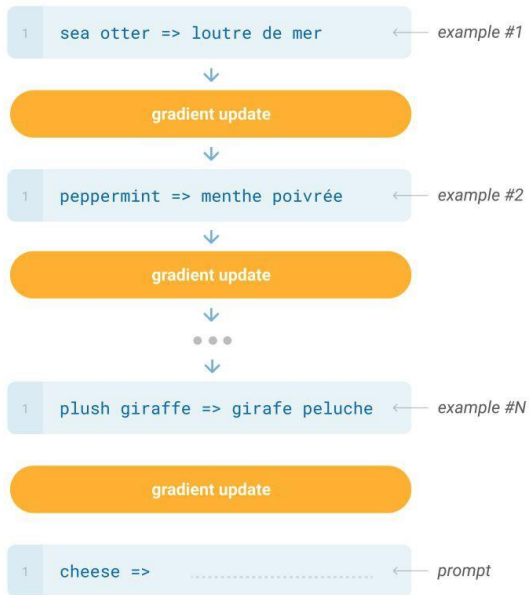 1 sea otter => loutre de mer example #1
gradient update
1 peppermint => menthe poivrée example #2
gradient update
1 plush giraffe => girafe peluche example #N
gradient update
1 cheese => prompt